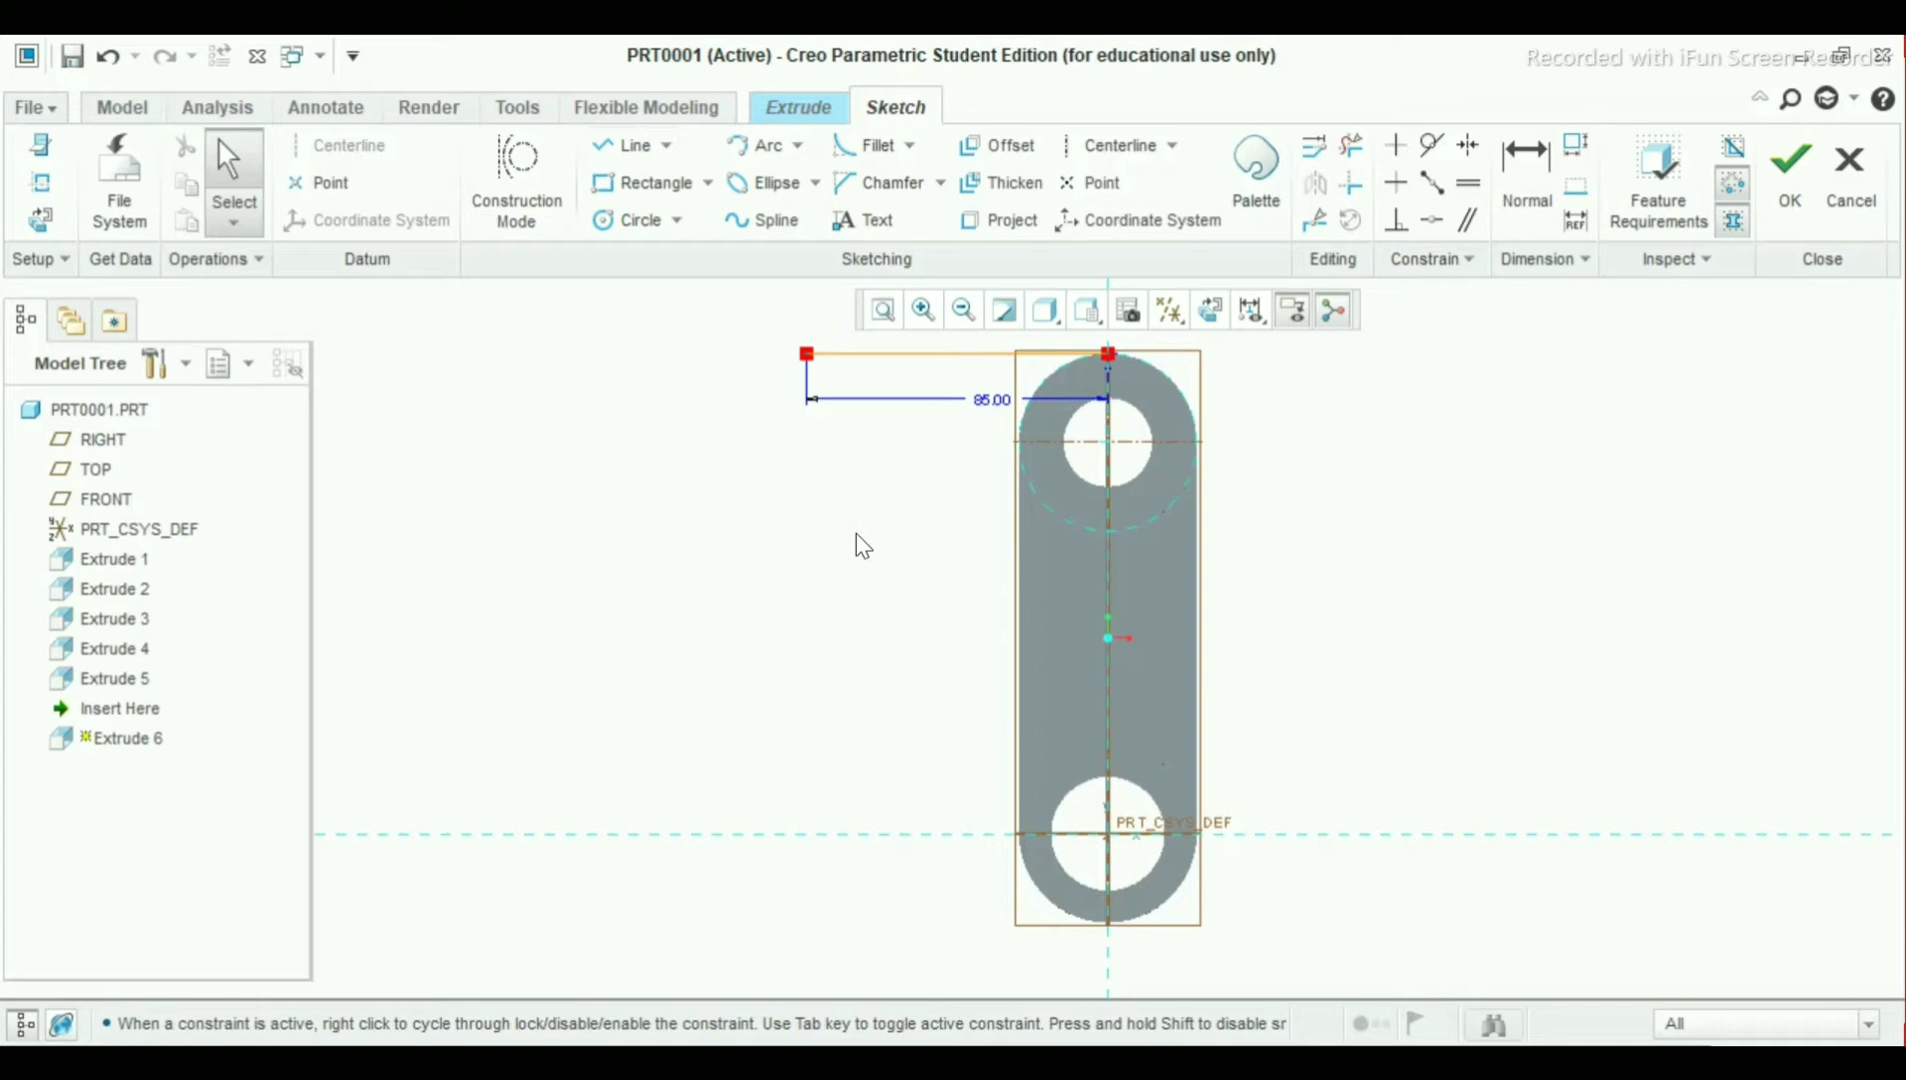 PRT0001 (Active) - Creo Parametric Student Edition (for educational use only)
Recorded with iFun Screen Recorder
File Model Analysis Annotate Render Tools Flexible Modeling Extrude Sketch
Centerline Line Arc Fillet Offset Centerline
Point Rectangle Ellipse Chamfer Thicken Point
Coordinate System Circle Spline Text Project Coordinate System
File System
Select
Construction Mode
Palette
Normal
REF
Feature Requirements
OK
Cancel
Setup Get Data Operations Datum Sketching Editing Constrain Dimension Inspect Close
Model Tree
PRT0001.PRT
RIGHT
TOP
FRONT
PRT_CSYS_DEF
Extrude 1
Extrude 2
Extrude 3
Extrude 4
Extrude 5
Insert Here
Extrude 6
85.00
PRT_CSYS_DEF
When a constraint is active, right click to cycle through lock/disable/enable the constraint. Use Tab key to toggle active constraint. Press and hold Shift to disable sr
All